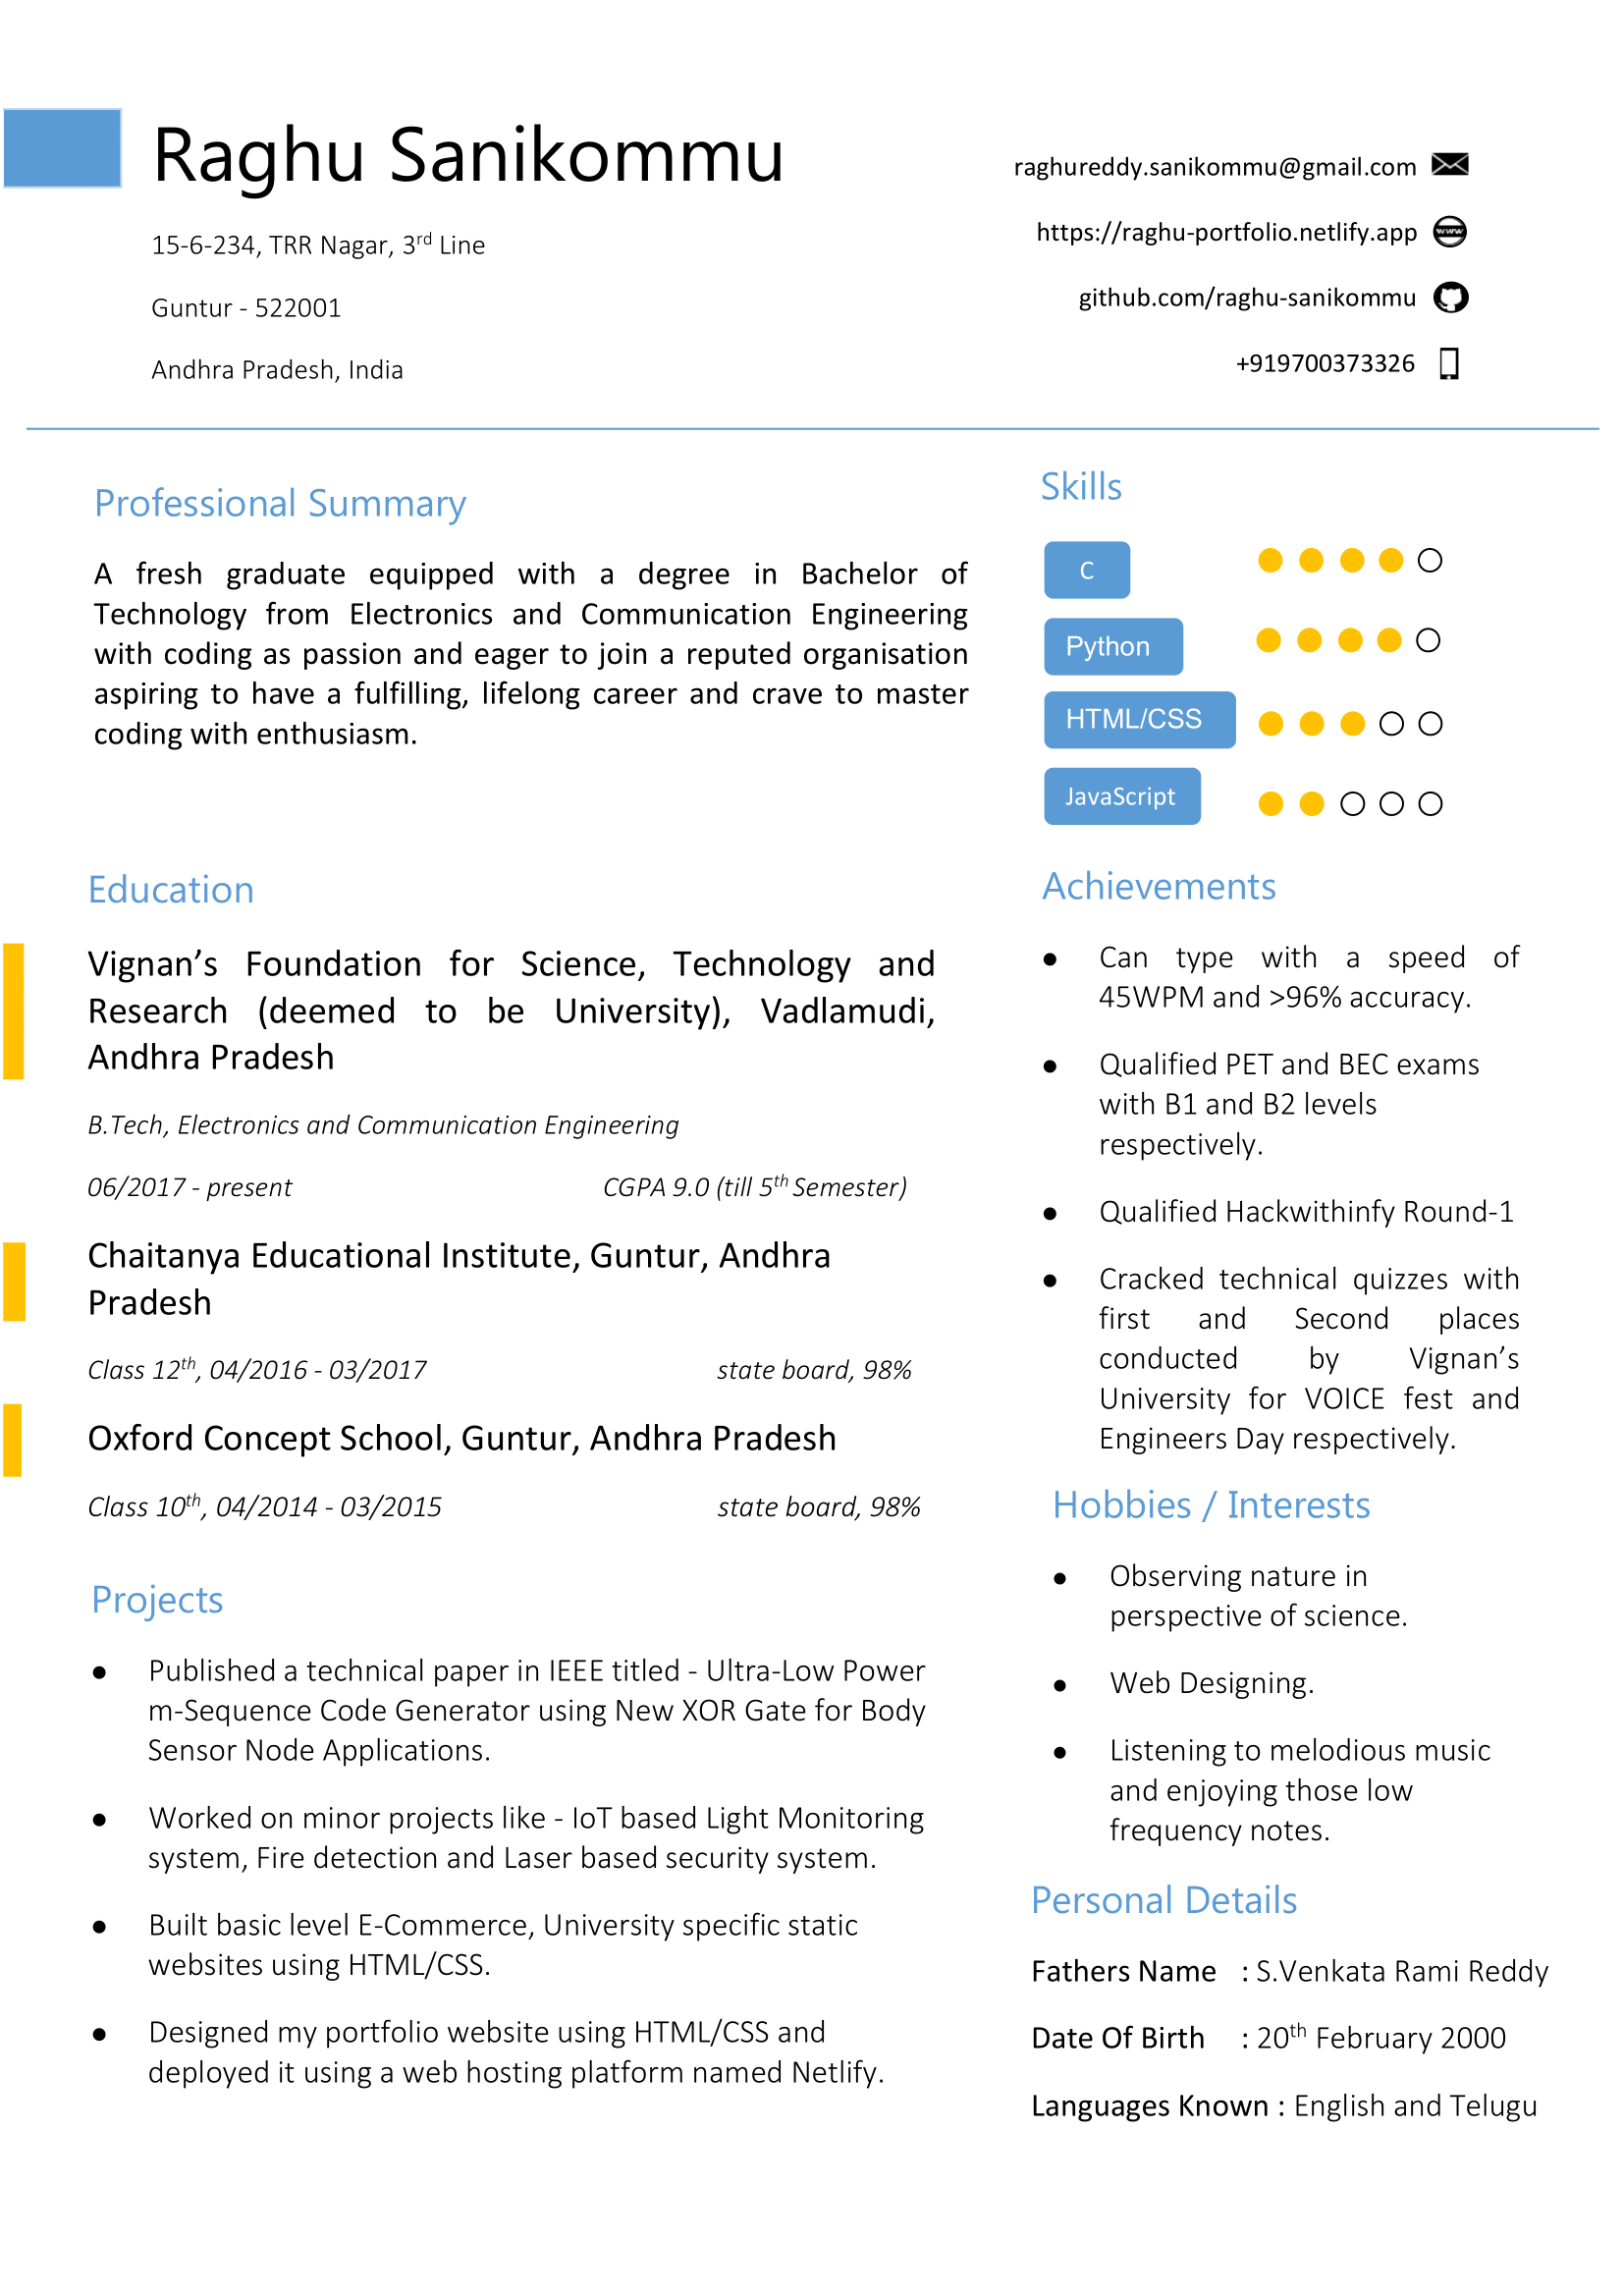 Raghu Sanikommu
15-6-234, TRR Nagar, 3rd Line
Guntur - 522001
Andhra Pradesh, India
raghureddy.sanikommu@gmail.com
https://raghu-portfolio.netlify.app
www
github.com/raghu-sanikommu
+919700373326
Professional Summary
A fresh graduate equipped with a degree in Bachelor of
Technology from Electronics and Communication Engineering
with coding as passion and eager to join a reputed organisation
aspiring to have a fulfilling, lifelong career and crave to master
coding with enthusiasm.
Education
Vignan’s Foundation for Science, Technology and
Research (deemed to be University), Vadlamudi,
Andhra Pradesh
B.Tech, Electronics and Communication Engineering
06/2017 - present CGPA 9.0 (till 5th Semester)
Chaitanya Educational Institute, Guntur, Andhra
Pradesh
Class 12th, 04/2016 - 03/2017 state board, 98%
Oxford Concept School, Guntur, Andhra Pradesh
Class 10th, 04/2014 - 03/2015 state board, 98%
Projects
● Published a technical paper in IEEE titled - Ultra-Low Power
m-Sequence Code Generator using New XOR Gate for Body
Sensor Node Applications.
● Worked on minor projects like - IoT based Light Monitoring
system, Fire detection and Laser based security system.
● Built basic level E-Commerce, University specific static
websites using HTML/CSS.
● Designed my portfolio website using HTML/CSS and
deployed it using a web hosting platform named Netlify.
Skills
C
Python
HTML/CSS
JavaScript
Achievements
● Can type with a speed of
45WPM and >96% accuracy.
● Qualified PET and BEC exams
with B1 and B2 levels
respectively.
● Qualified Hackwithinfy Round-1
● Cracked technical quizzes with
first and Second places
conducted by Vignan’s
University for VOICE fest and
Engineers Day respectively.
Hobbies / Interests
● Observing nature in
perspective of science.
● Web Designing.
● Listening to melodious music
and enjoying those low
frequency notes.
Personal Details
Fathers Name : S.Venkata Rami Reddy
Date Of Birth : 20th February 2000
Languages Known : English and Telugu